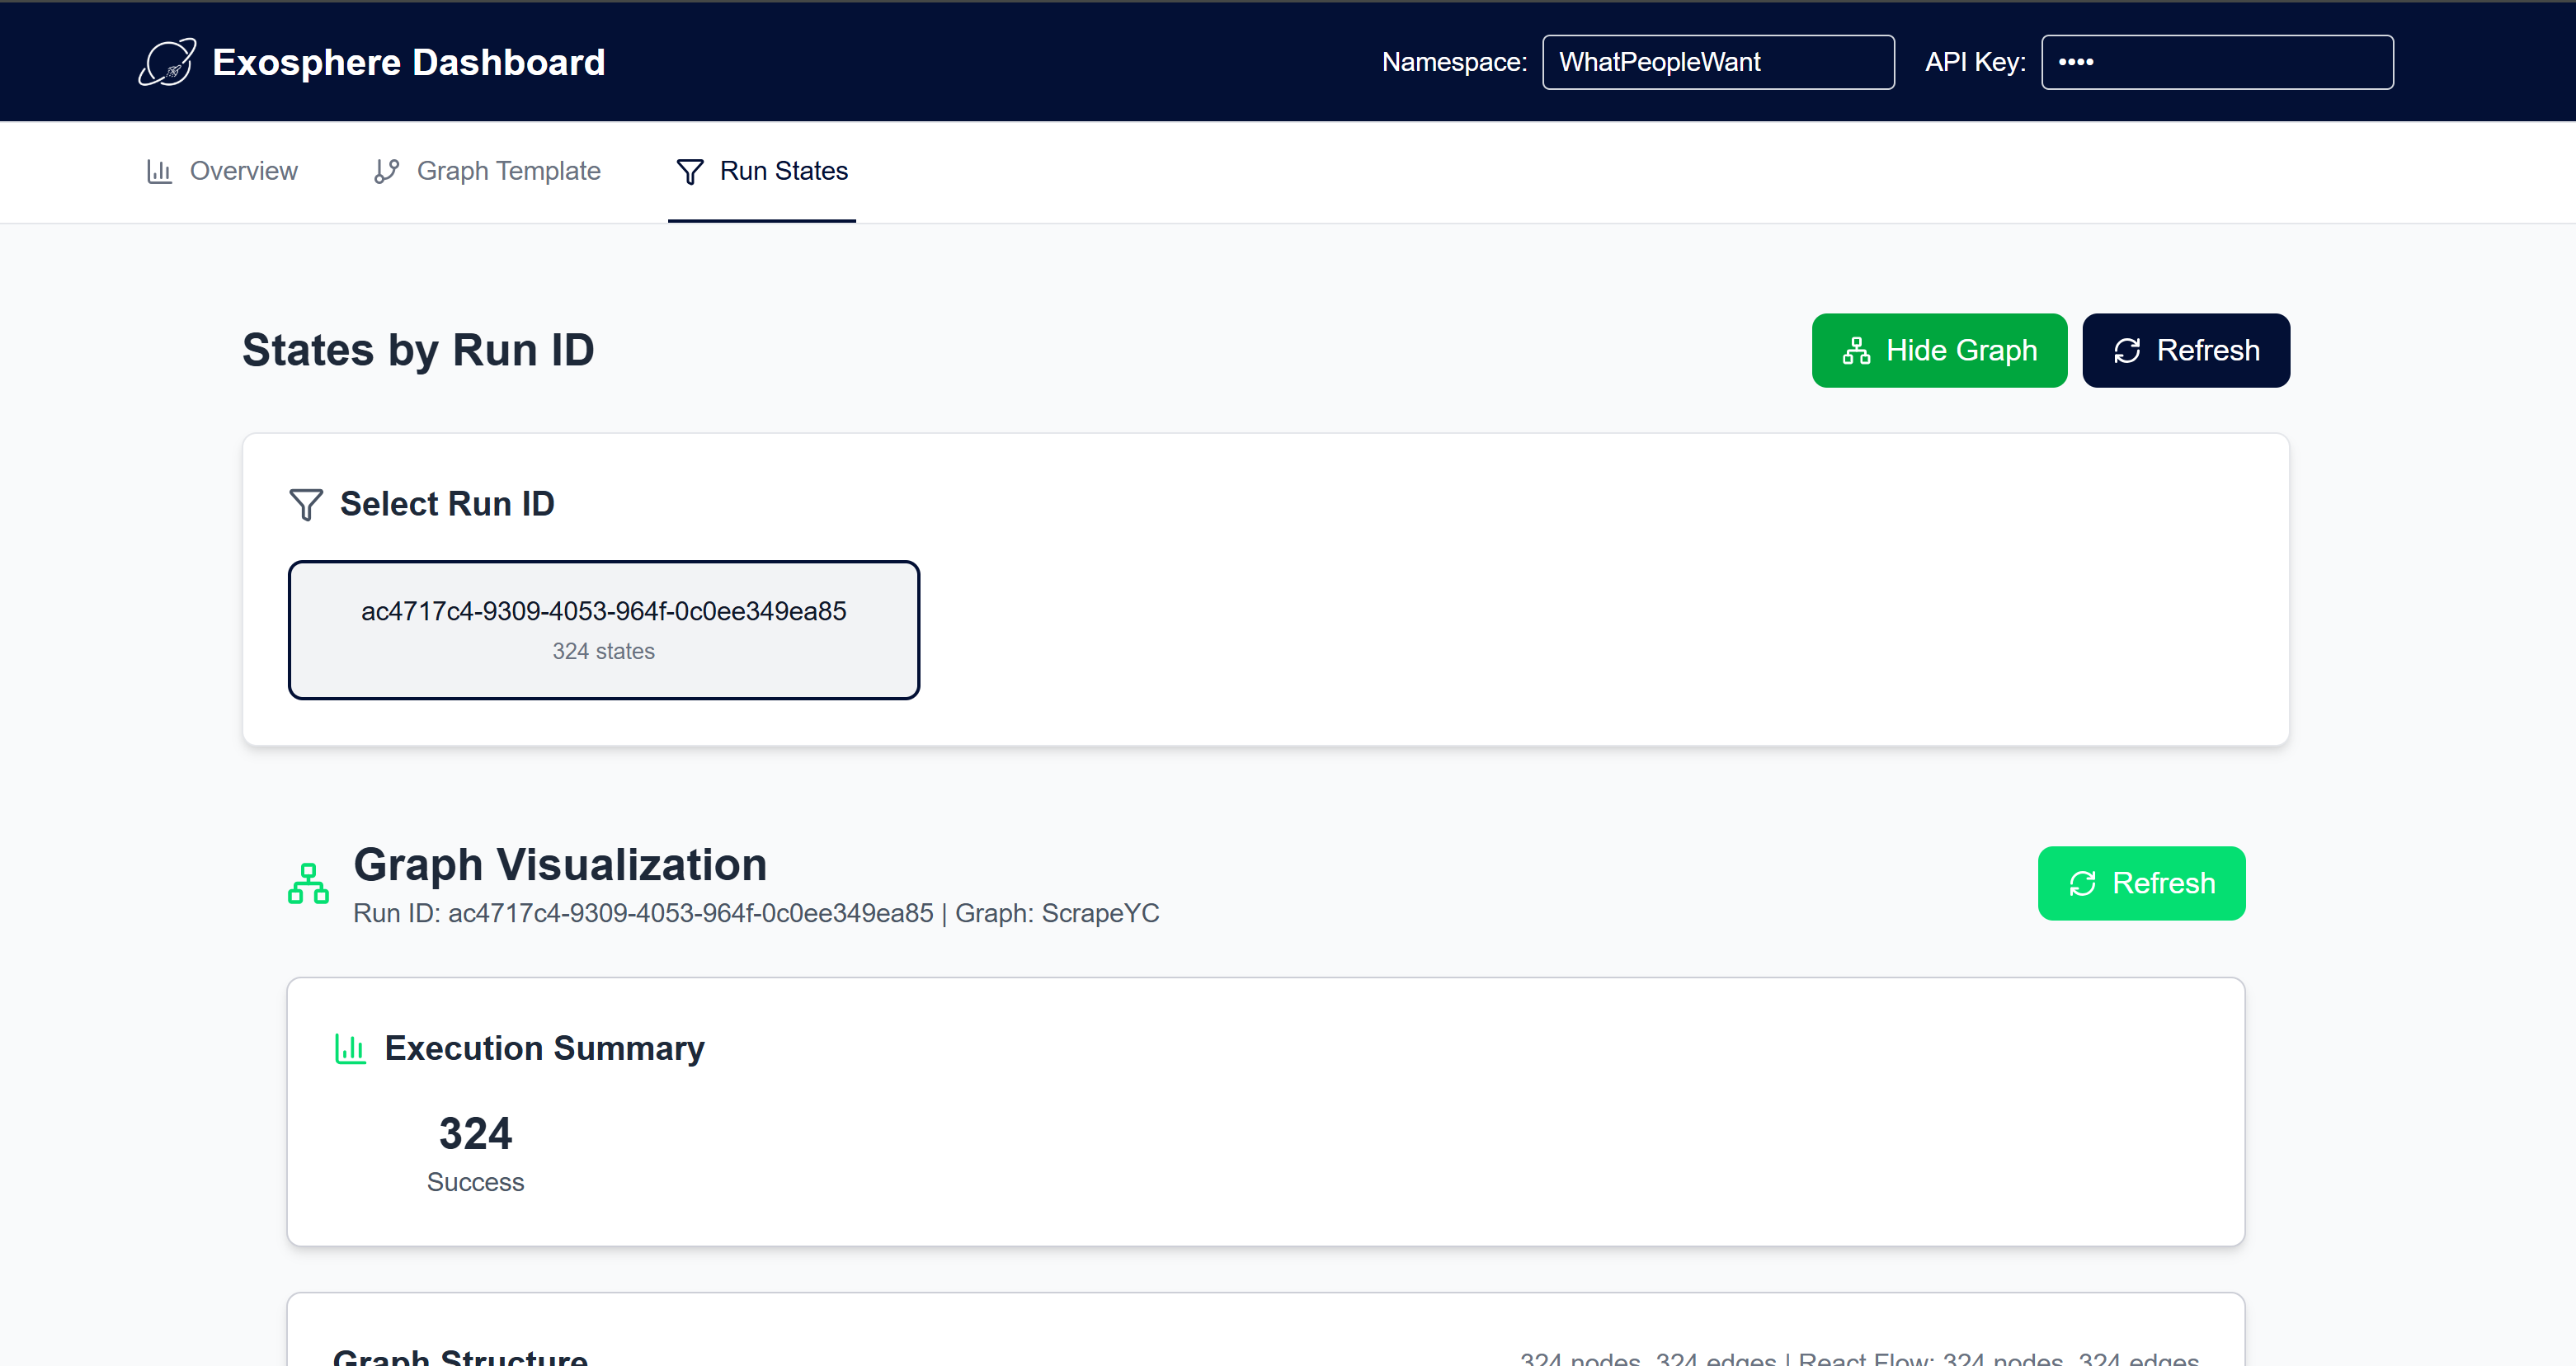 Exosphere Dashboard
Namespace: WhatPeopleWant API Key: ••••
Overview Graph Template Run States
States by Run ID
Hide Graph Refresh
Select Run ID
ac4717c4-9309-4053-964f-0c0ee349ea85
324 states
Graph Visualization
Run ID: ac4717c4-9309-4053-964f-0c0ee349ea85 | Graph: ScrapeYC
Refresh
Execution Summary
324
Success
Graph Structure
324 nodes, 324 edges | React Flow: 324 nodes, 324 edges